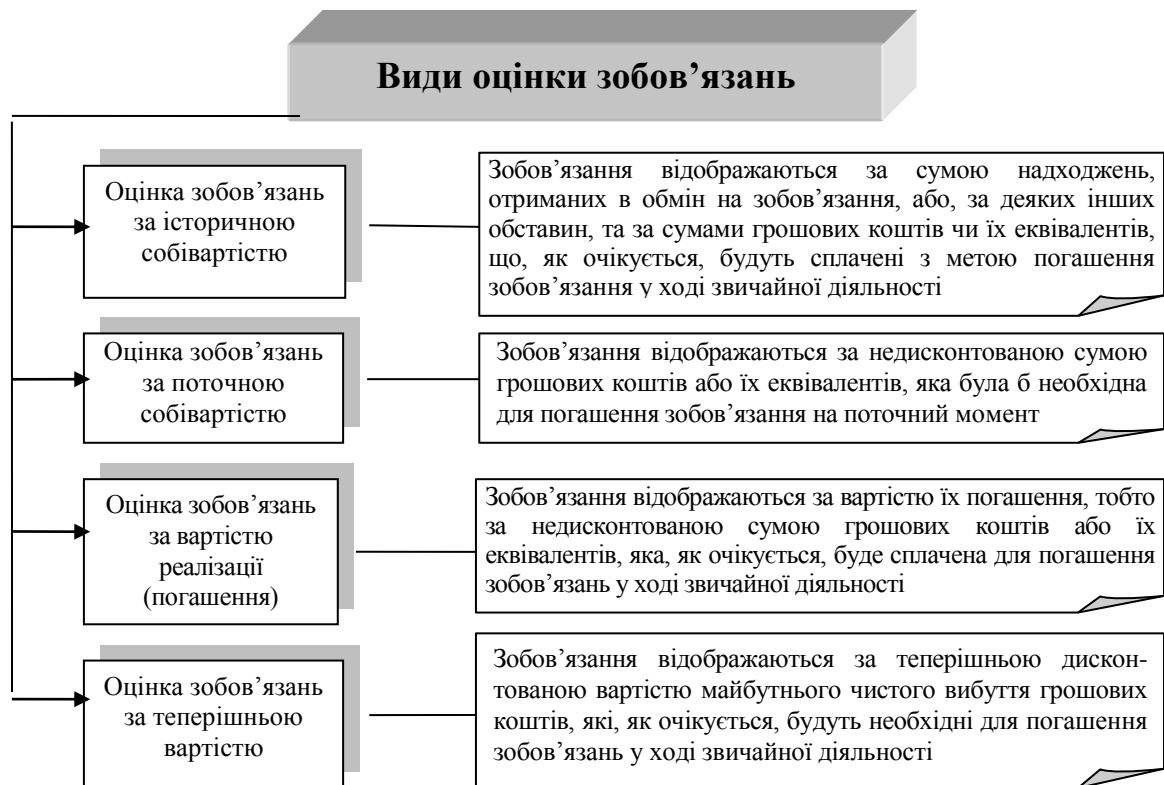 Види оцінки зобов’язань
Оцінка зобов’язань
за історичною
собівартістю
Зобов’язання відображаються за сумою надходжень,
отриманих в обмін на зобов’язання, або, за деяких інших
обставин, та за сумами грошових коштів чи їх еквівалентів,
що, як очікується, будуть сплачені з метою погашення
зобов’язання у ході звичайної діяльності
Оцінка зобов’язань
за поточною
собівартістю
Зобов’язання відображаються за недисконтованою сумою
грошових коштів або їх еквівалентів, яка була б необхідна
для погашення зобов’язання на поточний момент
Оцінка зобов’язань
за вартістю
реалізації
(погашення)
Зобов’язання відображаються за вартістю їх погашення, тобто
за недисконтованою сумою грошових коштів або їх
еквівалентів, яка, як очікується, буде сплачена для погашення
зобов’язань у ході звичайної діяльності
Оцінка зобов’язань
за теперішньою
вартістю
Зобов’язання відображаються за теперішньою дискон-
тованою вартістю майбутнього чистого вибуття грошових
коштів, які, як очікується, будуть необхідні для погашення
зобов’язань у ході звичайної діяльності